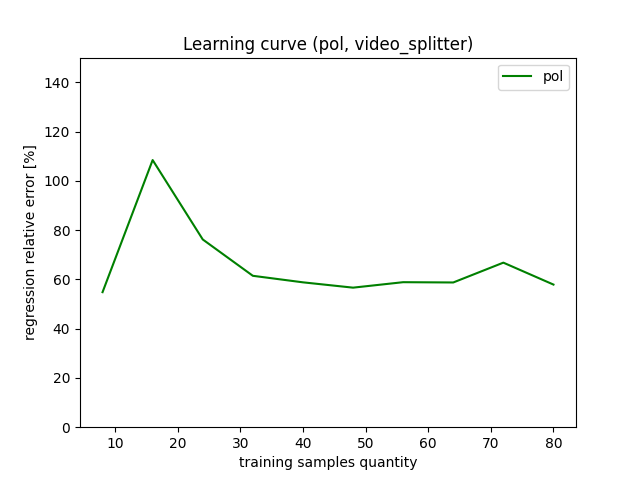 Learning curve (pol, video_splitter)
pol
regression relative error [%]
140
120
100
80
60
40
20
0
10 20 30 40 50 60 70 80
training samples quantity